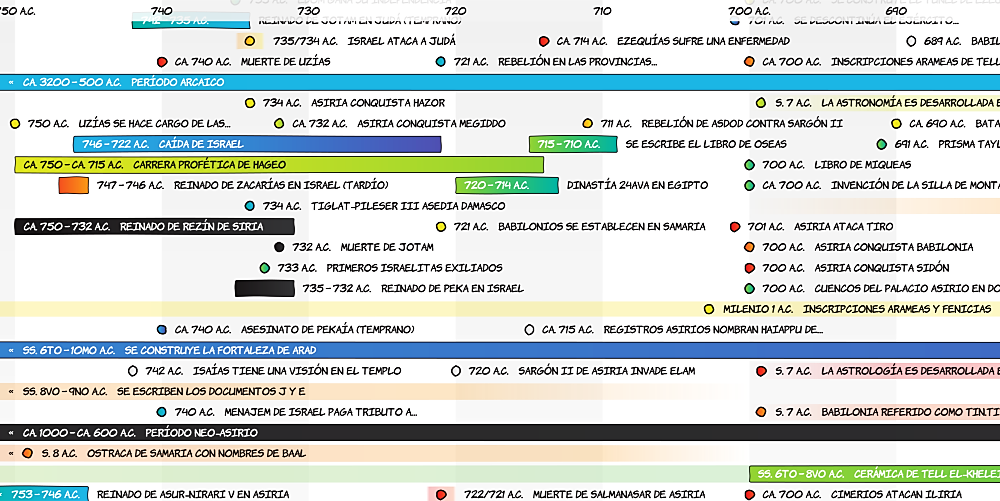 750 A.C. 740 730 720 710 700 A.C. 690
742 - 735 A.C. REINADO DE JOTAM EN JUDÁ (TEMPRANO) 701 A.C. SE DESCONTINÚA EL EJÉRCITO...
735/734 A.C. ISRAEL ATACA A JUDÁ CA. 714 A.C. EZEQUÍAS SUFRE UNA ENFERMEDAD 689 A.C.
CA. 740 A.C. MUERTE DE UZÍAS 721 A.C. REBELIÓN EN LAS PROVINCIAS... CA. 700 A.C. INSCRIPCIONES ARAMEAS DE TELL
« CA. 3200 - 500 A.C. PERÍODO ARCAICO
734 A.C. ASIRIA CONQUISTA HAZOR S. 7 A.C. LA ASTRONOMÍA ES DESARROLLADA
750 A.C. UZÍAS SE HACE CARGO DE LAS... CA. 732 A.C. ASIRIA CONQUISTA MEGIDDO 711 A.C. REBELIÓN DE ASDOD CONTRA SARGÓN II CA. 690 A.C.
746 - 722 A.C. CAÍDA DE ISRAEL 715 - 710 A.C. SE ESCRIBE EL LIBRO DE OSEAS 691 A.C. PRISMA
CA. 750 - CA. 715 A.C. CARRERA PROFÉTICA DE HAGEO 700 A.C. LIBRO DE MIQUEAS
747 - 746 A.C. REINADO DE ZACARÍAS EN ISRAEL (TARDÍO) 720 - 714 A.C. DINASTÍA 24AVA EN EGIPTO CA. 700 A.C. INVENCIÓN DE LA SILLA DE
734 A.C. TIGLAT-PILESER III ASEDIA DAMASCO
CA. 750 - 732 A.C. REINADO DE REZÍN DE SIRIA 721 A.C. BABILONIOS SE ESTABLECEN EN SAMARIA 701 A.C. ASIRIA ATACA TIRO
732 A.C. MUERTE DE JOTAM 700 A.C. ASIRIA CONQUISTA BABILONIA
733 A.C. PRIMEROS ISRAELITAS EXILIADOS 700 A.C. ASIRIA CONQUISTA SIDÓN
735 - 732 A.C. REINADO DE PEKA EN ISRAEL 700 A.C. CUENCOS DEL PALACIO ASIRIO EN
MILENIO 1 A.C. INSCRIPCIONES ARAMEAS Y FENICIAS
CA. 740 A.C. ASESINATO DE PEKAÍA (TEMPRANO) CA. 715 A.C. REGISTROS ASIRIOS NOMBRAN HAIAPPU DE...
« SS. 6TO - 10MO A.C. SE CONSTRUYE LA FORTALEZA DE ARAD
742 A.C. ISAÍAS TIENE UNA VISIÓN EN EL TEMPLO 720 A.C. SARGÓN II DE ASIRIA INVADE ELAM S. 7 A.C. LA ASTROLOGÍA ES DESARROLLADA
« SS. 8VO - 9NO A.C. SE ESCRIBEN LOS DOCUMENTOS J Y E
740 A.C. MENAJEM DE ISRAEL PAGA TRIBUTO A... S. 7 A.C. BABILONIA REFERIDO COMO TIN.TI
« CA. 1000 - CA. 600 A.C. PERÍODO NEO-ASIRIO
« S. 8 A.C. OSTRACA DE SAMARIA CON NOMBRES DE BAAL
SS. 6TO - 8VO A.C. CERÁMICA DE TELL EL-KHELEI
753 - 746 A.C. REINADO DE ASUR-NIRARI V EN ASIRIA 722/721 A.C. MUERTE DE SALMANASAR DE ASIRIA CA. 700 A.C. CIMERIOS ATACAN ILIRIA